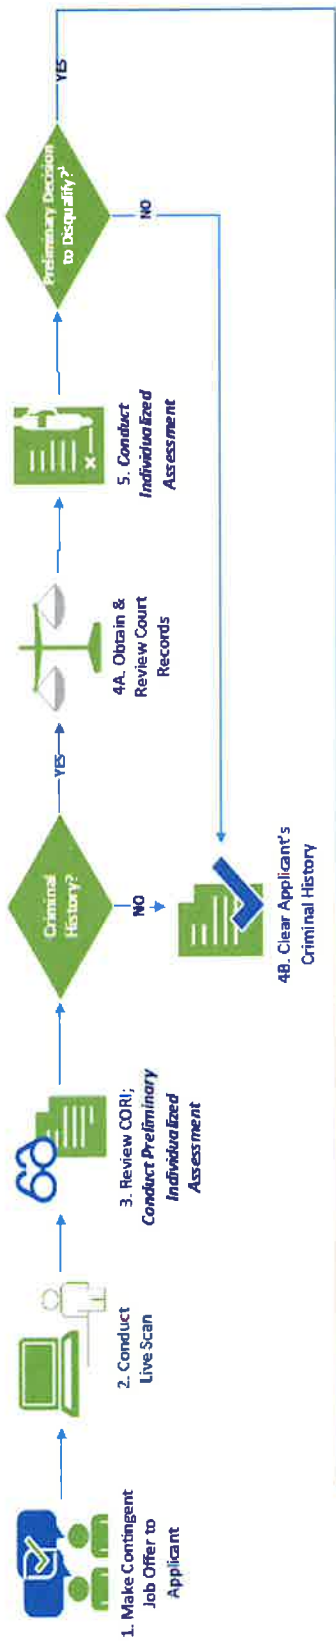 1. Make Contingent
Job Offer to
Applicant
2. Conduct
Live Scan
3. Review CORI;
Conduct Preliminary
Individualized
Assessment
Criminal
History?
YES
NO
4A. Obtain &
Review Court
Records
4B. Clear Applicant's
Criminal History
5. Conduct
Individualized
Assessment
Preliminary Decision
to Disqualify?¹
YES
NO